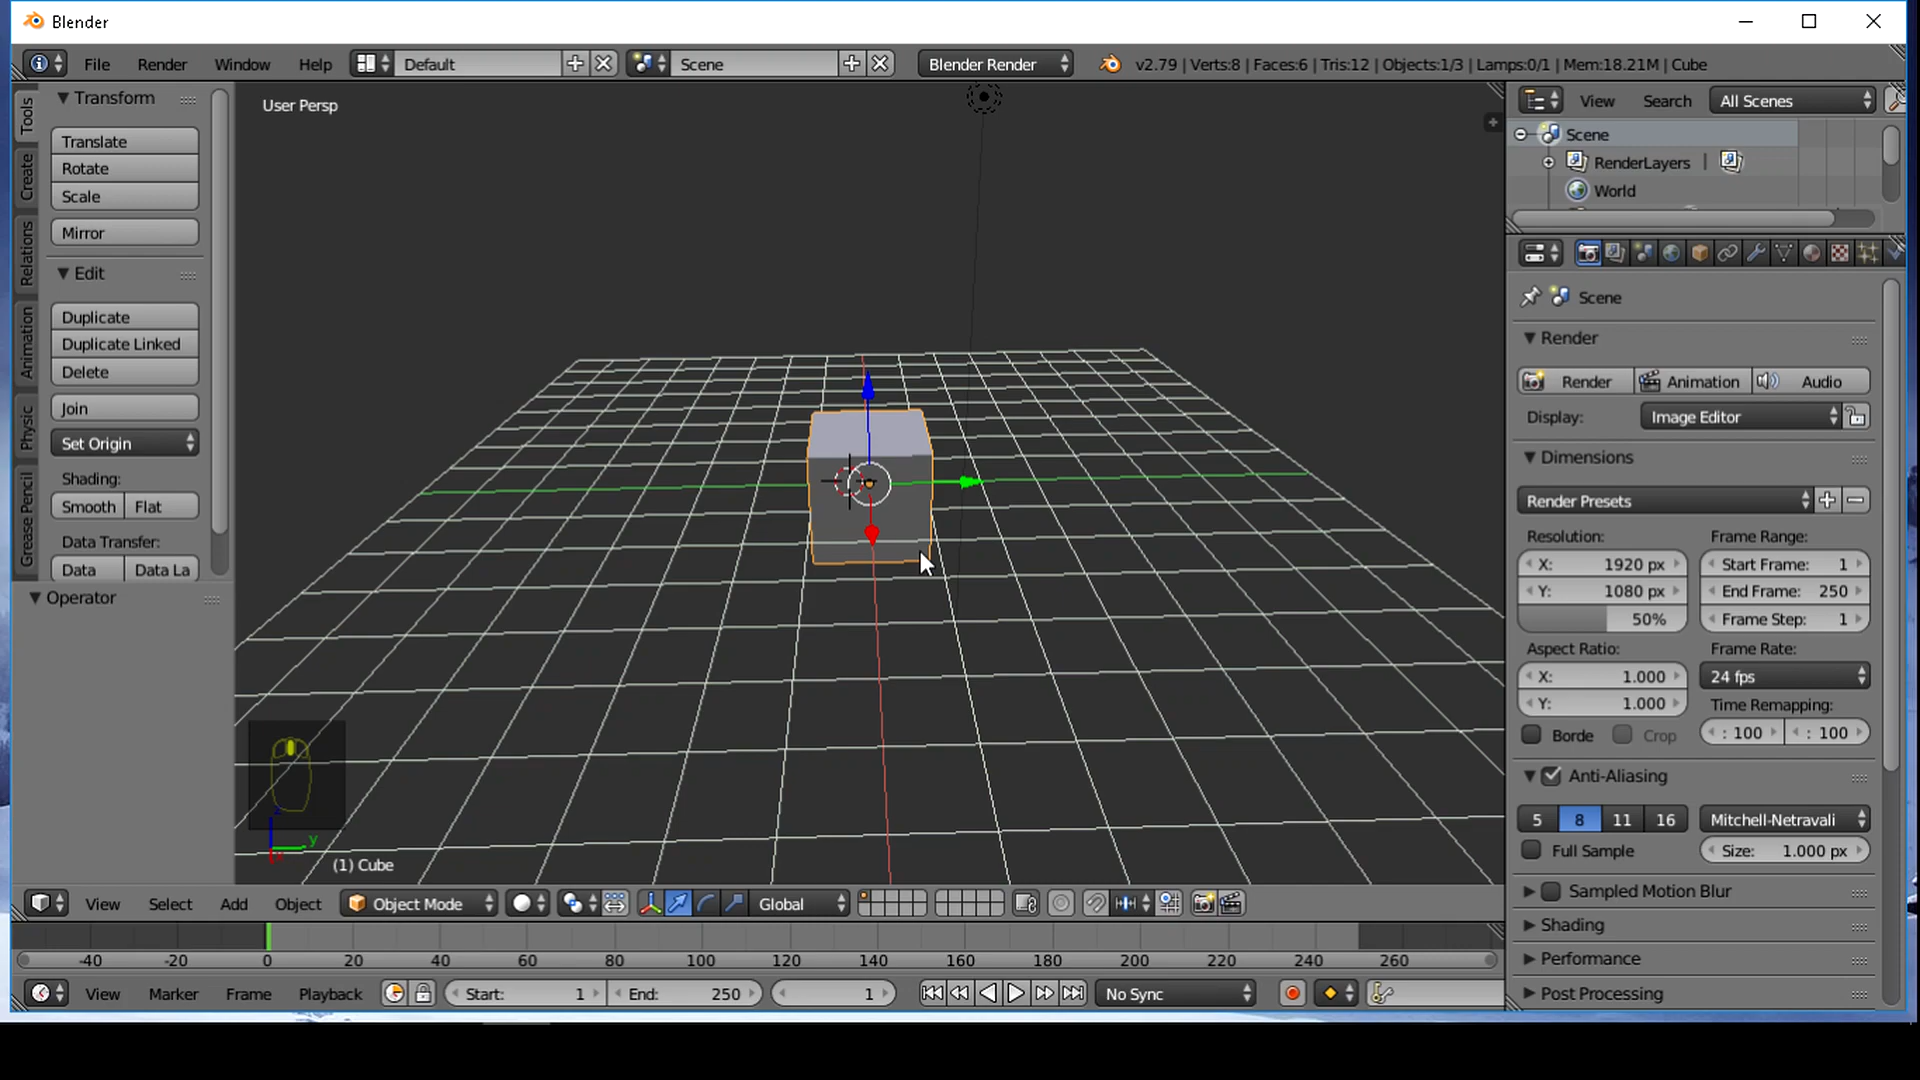 Blender
File Render Window Help Default Scene Blender Render v2.79 | Verts:8 | Faces:6 | Tris:12 | Objects:1/3 | Lamps:0/1 | Mem:18.21M | Cube
Tools
Create
Relations
Animation
Physic
Grease Pencil
Transform
Translate
Rotate
Scale
Mirror
Edit
Duplicate
Duplicate Linked
Delete
Join
Set Origin
Shading:
Smooth Flat
Data Transfer:
Data Data La
Operator
User Persp
z
y
x
(1) Cube
View Select Add Object Object Mode Global
-40 -20 0 20 40 60 80 100 120 140 160 180 200 220 240 260
View Marker Frame Playback Start: 1 End: 250 1 No Sync
View Search All Scenes
Scene
RenderLayers |
World
Scene
Render
Render Animation Audio
Display: Image Editor
Dimensions
Render Presets
Resolution: Frame Range:
X: 1920 px Start Frame: 1
Y: 1080 px End Frame: 250
50% Frame Step: 1
Aspect Ratio: Frame Rate:
X: 1.000 24 fps
Y: 1.000 Time Remapping:
Borde Crop : 100 : 100
Anti-Aliasing
5 8 11 16 Mitchell-Netravali
Full Sample Size: 1.000 px
Sampled Motion Blur
Shading
Performance
Post Processing